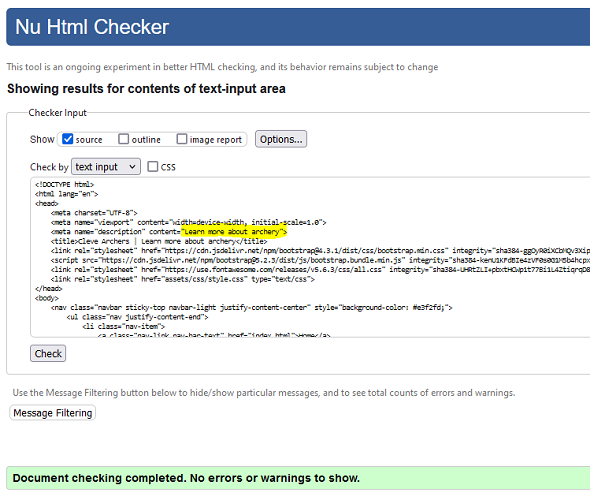 Nu Html Checker
This tool is an ongoing experiment in better HTML checking, and its behavior remains subject to change
Showing results for contents of text-input area
Checker Input
Show source outline image report Options...
Check by text input CSS
<!DOCTYPE html>
<html lang="en">
<head>
<meta charset="UTF-8">
<meta name="viewport" content="width=device-width, initial-scale=1.0">
<meta name="description" content="Learn more about archery">
<title>Cleve Archers | Learn more about archery</title>
<link rel="stylesheet" href="https://cdn.jsdelivr.net/npm/bootstrap@4.3.1/dist/css/bootstrap.min.css" integrity="
<script src="https://cdn.jsdelivr.net/npm/bootstrap@5.2.3/dist/js/bootstrap.bundle.min.js" integrity="
<link rel="stylesheet" href="https://use.fontawesome.com/releases/v5.6.3/css/all.css" integrity="
<link rel="stylesheet" href="assets/css/style.css" type="text/css">
</head>
<body>
<nav class="navbar sticky-top navbar-light justify-content-center" style="background-color: #e3f2fd;">
<ul class="nav justify-content-end">
<li class="nav-item">
<a class="nav-link nav-bar-text" href="index.html">Home</a>
Check
Use the Message Filtering button below to hide/show particular messages, and to see total counts of errors and warnings.
Message Filtering
Document checking completed. No errors or warnings to show.